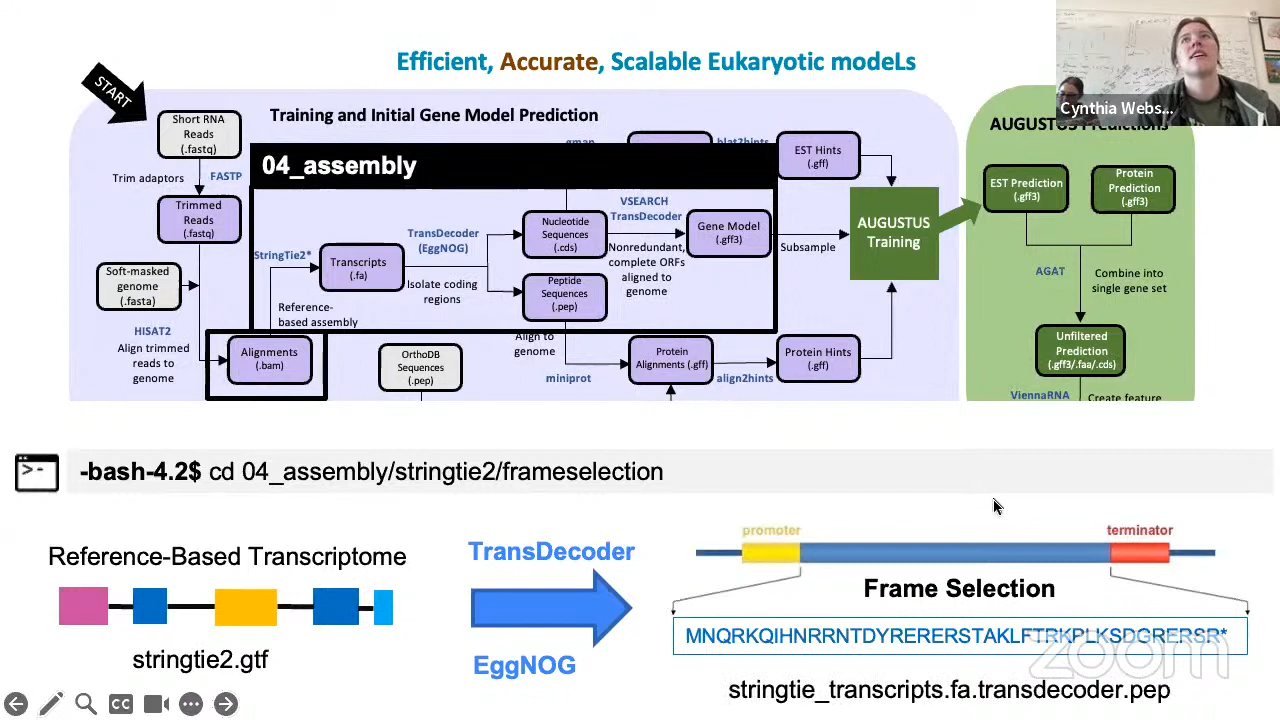 Efficient, Accurate, Scalable Eukaryotic modeLs
START
Cynthia Webs...
Training and Initial Gene Model Prediction
AUGUSTUS Predictions
Short RNA
Reads
(.fastq)
Trim adaptors
FASTP
Trimmed
Reads
(.fastq)
Soft-masked
genome
(.fasta)
HISAT2
Align trimmed
reads to
genome
Alignments
(.bam)
04_assembly
gmap
blat2hints
StringTie2*
Reference-
based assembly
Transcripts
(.fa)
TransDecoder
(EggNOG)
Isolate coding
regions
Nucleotide
Sequences
(.cds)
Peptide
Sequences
(.pep)
VSEARCH
TransDecoder
Nonredundant,
complete ORFs
aligned to
genome
Gene Model
(.gff3)
Subsample
EST Hints
(.gff)
AUGUSTUS
Training
OrthoDB
Sequences
(.pep)
Align to
genome
miniprot
Protein
Alignments (.gff)
align2hints
Protein Hints
(.gff)
EST Prediction
(.gff3)
Protein
Prediction
(.gff3)
AGAT
Combine into
single gene set
Unfiltered
Prediction
(.gff3/.faa/.cds)
ViennaRNA
Create feature
>-
-bash-4.2$ cd 04_assembly/stringtie2/frameselection
Reference-Based Transcriptome
stringtie2.gtf
TransDecoder
EggNOG
promoter
terminator
Frame Selection
MNQRKQIHNRRNTDYRERERSTAKLFTRKPLKSDGRERSR*
zoom
stringtie_transcripts.fa.transdecoder.pep
CC